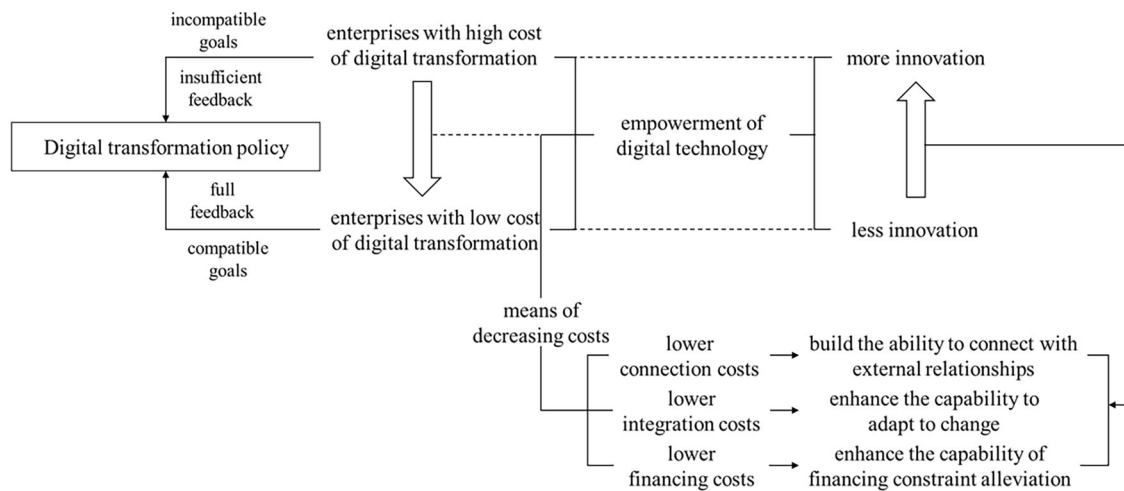 incompatible
goals
insufficient
feedback
enterprises with high cost
of digital transformation
more innovation
Digital transformation policy
empowerment of
digital technology
full
feedback
compatible
goals
enterprises with low cost
of digital transformation
less innovation
means of
decreasing costs
lower
connection costs
build the ability to connect with
external relationships
lower
integration costs
enhance the capability to
adapt to change
lower
financing costs
enhance the capability of
financing constraint alleviation